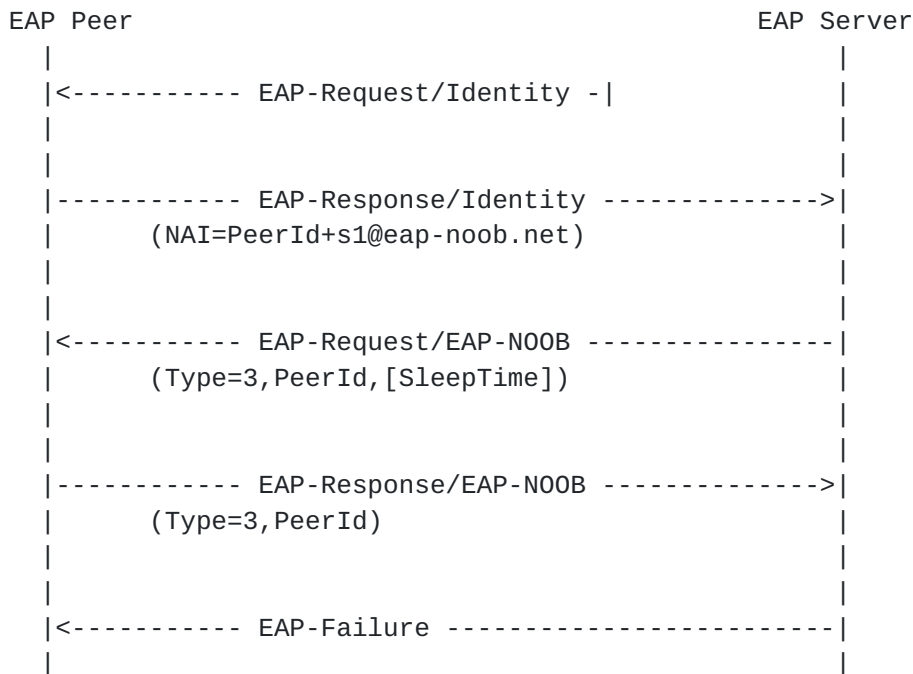 EAP Peer EAP Server
| |
|<----------- EAP-Request/Identity -| |
| |
| |
|------------ EAP-Response/Identity -------------->|
| (NAI=PeerId+s1@eap-noob.net) |
| |
| |
|<----------- EAP-Request/EAP-NOOB ----------------|
| (Type=3,PeerId,[SleepTime]) |
| |
| |
|------------ EAP-Response/EAP-NOOB -------------->|
| (Type=3,PeerId) |
| |
| |
|<----------- EAP-Failure -------------------------|
| |